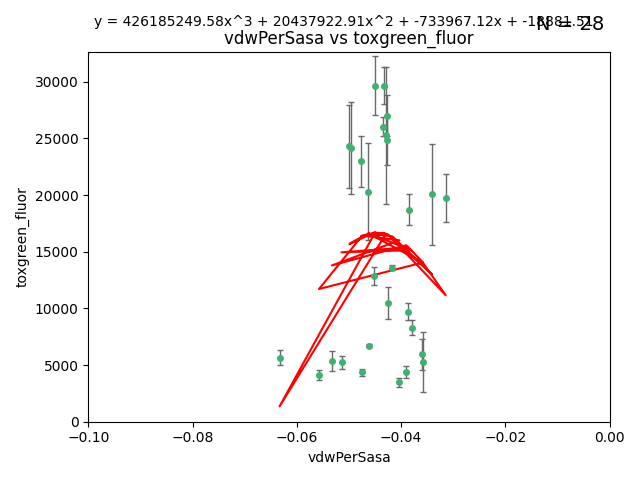 y = 426185249.58x^3 + 20437922.91x^2 + -733967.12x +
N = 28
vdwPerSasa vs toxgreen_fluor
30000
25000
20000
15000
10000
5000
0
toxgreen_fluor
−0.10
−0.08
−0.06
−0.04
−0.02
0.00
vdwPerSasa